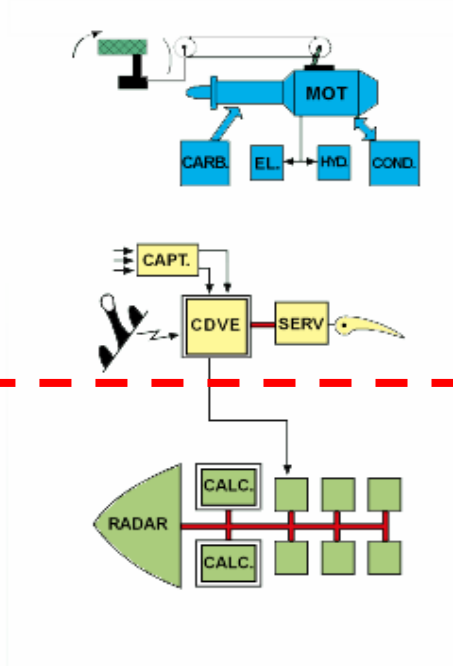 MOT
CARB.
EL.
HYD.
COND.
CAPT.
CDVE
SERV
CALC.
RADAR
CALC.